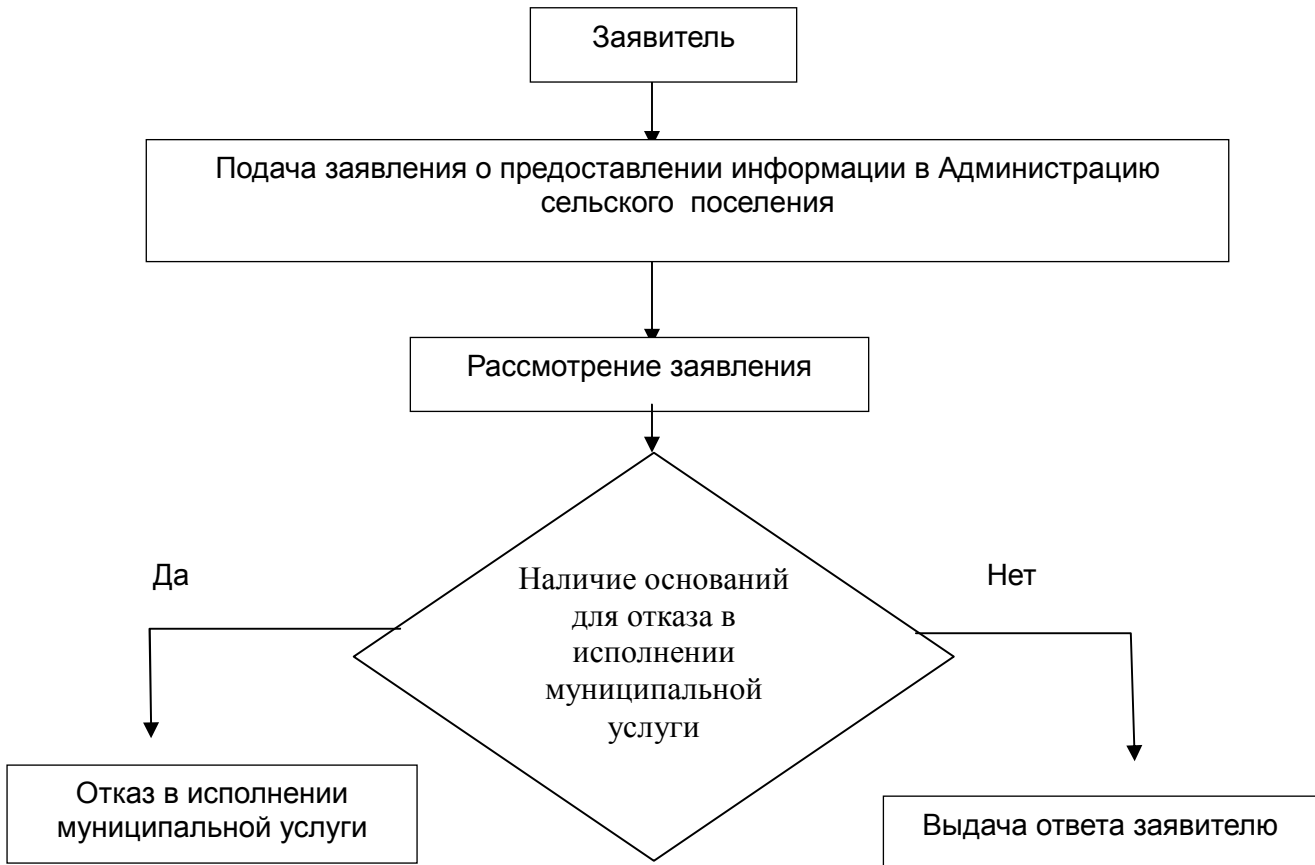 Заявитель
Подача заявления о предоставлении информации в Администрацию
сельского поселения
Рассмотрение заявления
Да
Нет
Наличие оснований
для отказа в
исполнении
муниципальной
услуги
Отказ в исполнении
муниципальной услуги
Выдача ответа заявителю